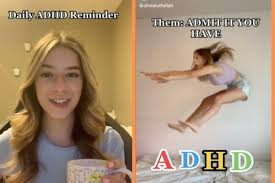 Daily ADHD Reminder
Them: ADMIT IT YOU
HAVE
ADHD